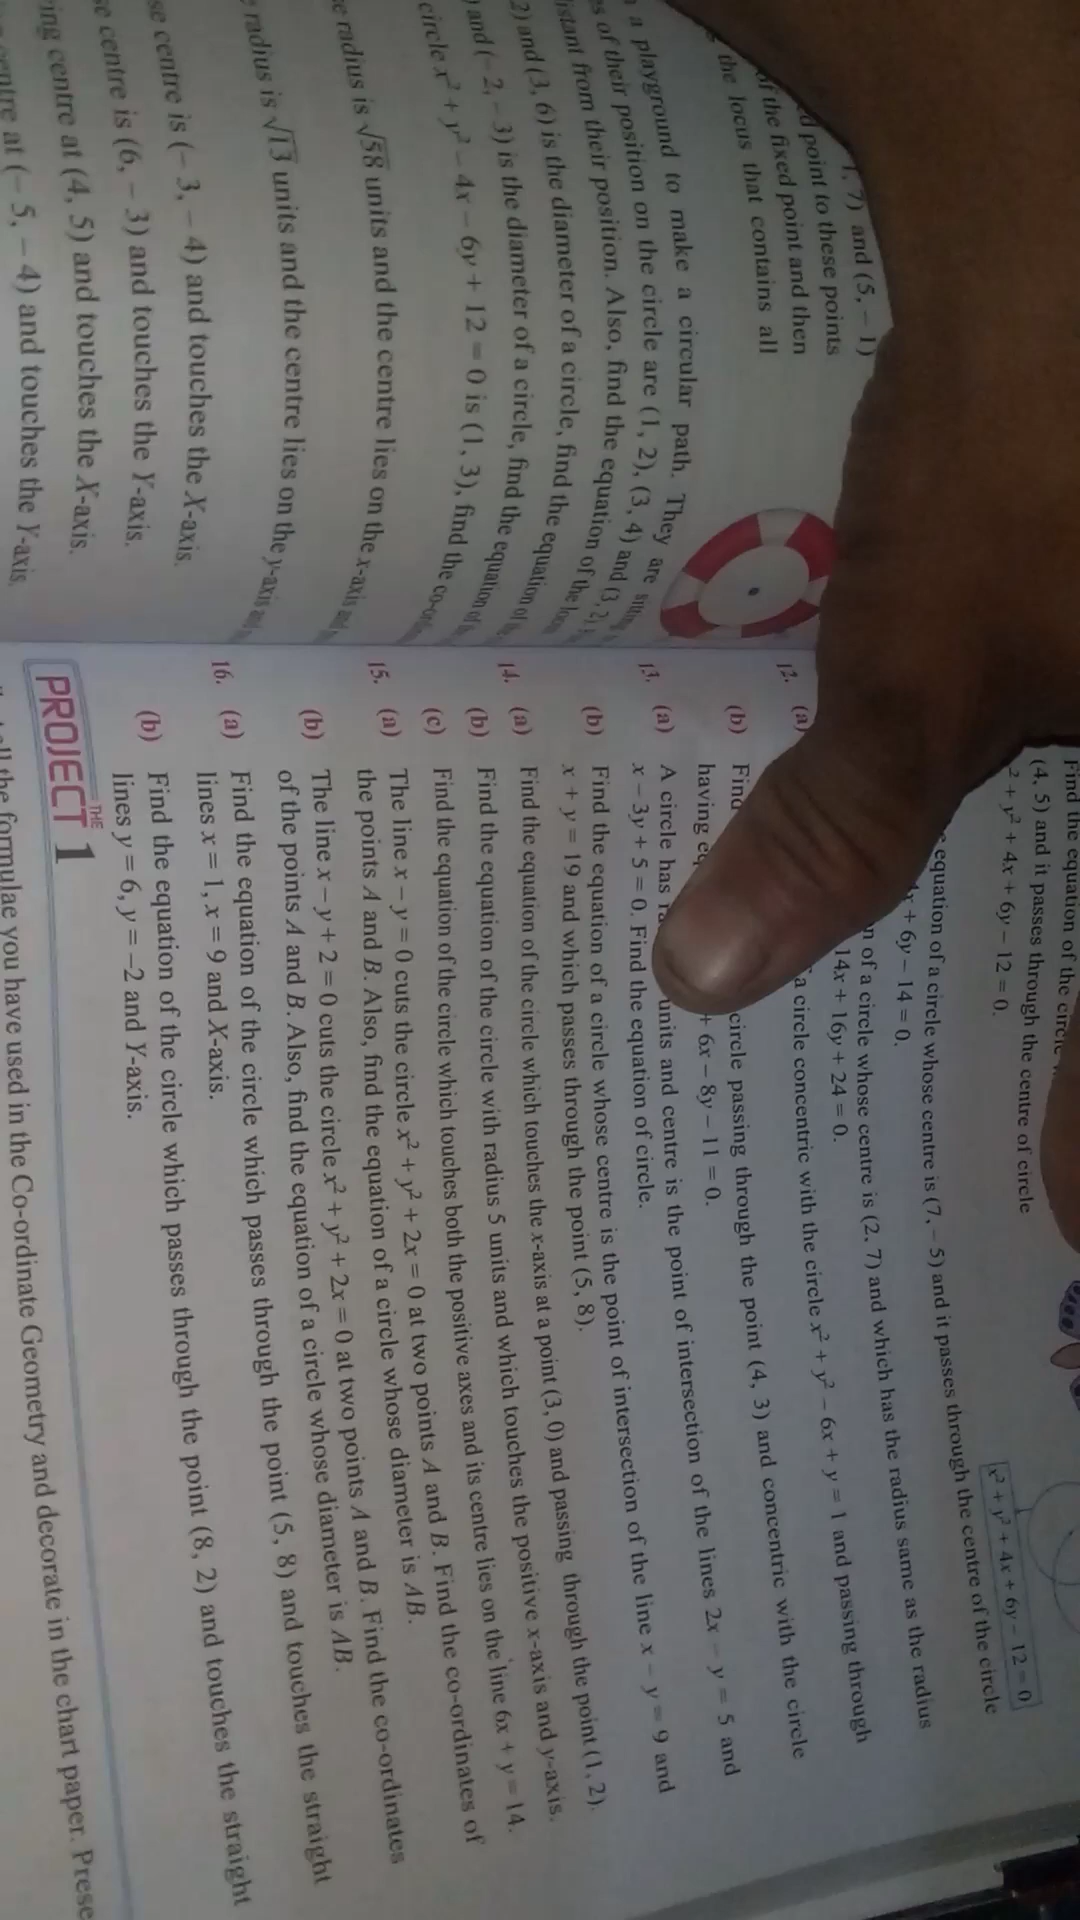 1, 7) and (5, – 1)
d point to these points
of the fixed point and then
the locus that contains all
a playground to make a circular path. They are
of their position on the circle are (1, 2), (3, 4) and (3, 2)
from their position. Also, find the equation of the
2) and (3, 6) is the diameter of a circle, find the equation of
) and (– 2, – 3) is the diameter of a circle, find the equation of
circle x² + y² – 4x – 6y + 12 = 0 is (1, 3), find the
radius is √58 units and the centre lies on the x-axis and
radius is √13 units and the centre lies on the y-axis and
se centre is (– 3, – 4) and touches the X-axis.
se centre is (6, – 3) and touches the Y-axis.
ing centre at (4, 5) and touches the X-axis.
centre at (– 5, – 4) and touches the Y-axis.
Find the equation of the circle
(4, 5) and it passes through the centre of circle
² + y² + 4x + 6y – 12 = 0.
x² + y² + 4x + 6y – 12 = 0
equation of a circle whose centre is (7, – 5) and it passes through the centre of the circle
+ 6y – 14 = 0.
of a circle whose centre is (2, 7) and which has the radius same as the radius
14x + 16y + 24 = 0.
12. (a) a circle concentric with the circle x² + y² – 6x + y = 1 and passing through
(b) Find circle passing through the point (4, 3) and concentric with the circle
having + 6x – 8y – 11 = 0.
13. (a) A circle has units and centre is the point of intersection of the lines 2x – y = 5 and
x – 3y + 5 = 0. Find the equation of circle.
(b) Find the equation of a circle whose centre is the point of intersection of the line x – y = 9 and
x + y = 19 and which passes through the point (5, 8).
14. (a) Find the equation of the circle which touches the x-axis at a point (3, 0) and passing through the point (1, 2).
(b) Find the equation of the circle with radius 5 units and which touches the positive x-axis and y-axis.
(c) Find the equation of the circle which touches both the positive axes and its centre lies on the line 6x + y = 14.
15. (a) The line x – y = 0 cuts the circle x² + y² + 2x = 0 at two points A and B. Find the co-ordinates of
the points A and B. Also, find the equation of a circle whose diameter is AB.
(b) The line x – y + 2 = 0 cuts the circle x² + y² + 2x = 0 at two points A and B. Find the co-ordinates
of the points A and B. Also, find the equation of a circle whose diameter is AB.
16. (a) Find the equation of the circle which passes through the point (5, 8) and touches the straight
lines x = 1, x = 9 and X-axis.
(b) Find the equation of the circle which passes through the point (8, 2) and touches the straight
lines y = 6, y = –2 and Y-axis.
THE
PROJECT 1
the formulae you have used in the Co-ordinate Geometry and decorate in the chart paper. Prese